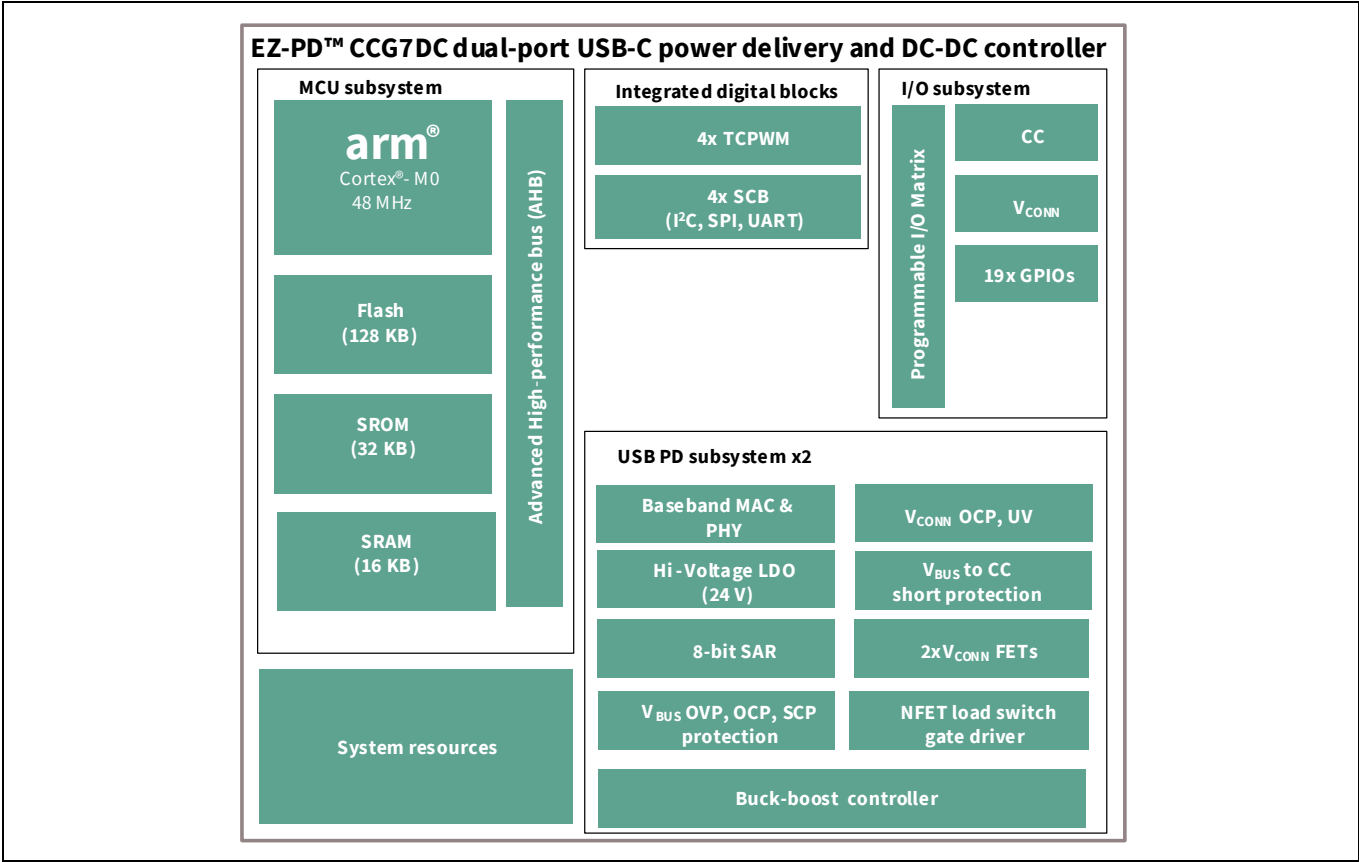 EZ-PD™ CCG7DC dual-port USB-C power delivery and DC-DC controller
MCU subsystem
arm®
Cortex®- M0
48 MHz
Flash
(128 KB)
SROM
(32 KB)
SRAM
(16 KB)
Advanced High-performance bus (AHB)
System resources
Integrated digital blocks
4x TCPWM
4x SCB
(I²C, SPI, UART)
I/O subsystem
Programmable I/O Matrix
CC
VCONN
19x GPIOs
USB PD subsystem x2
Baseband MAC &
PHY
Hi-Voltage LDO
(24 V)
8-bit SAR
VBUS OVP, OCP, SCP
protection
VCONN OCP, UV
VBUS to CC
short protection
2xVCONN FETs
NFET load switch
gate driver
Buck-boost controller